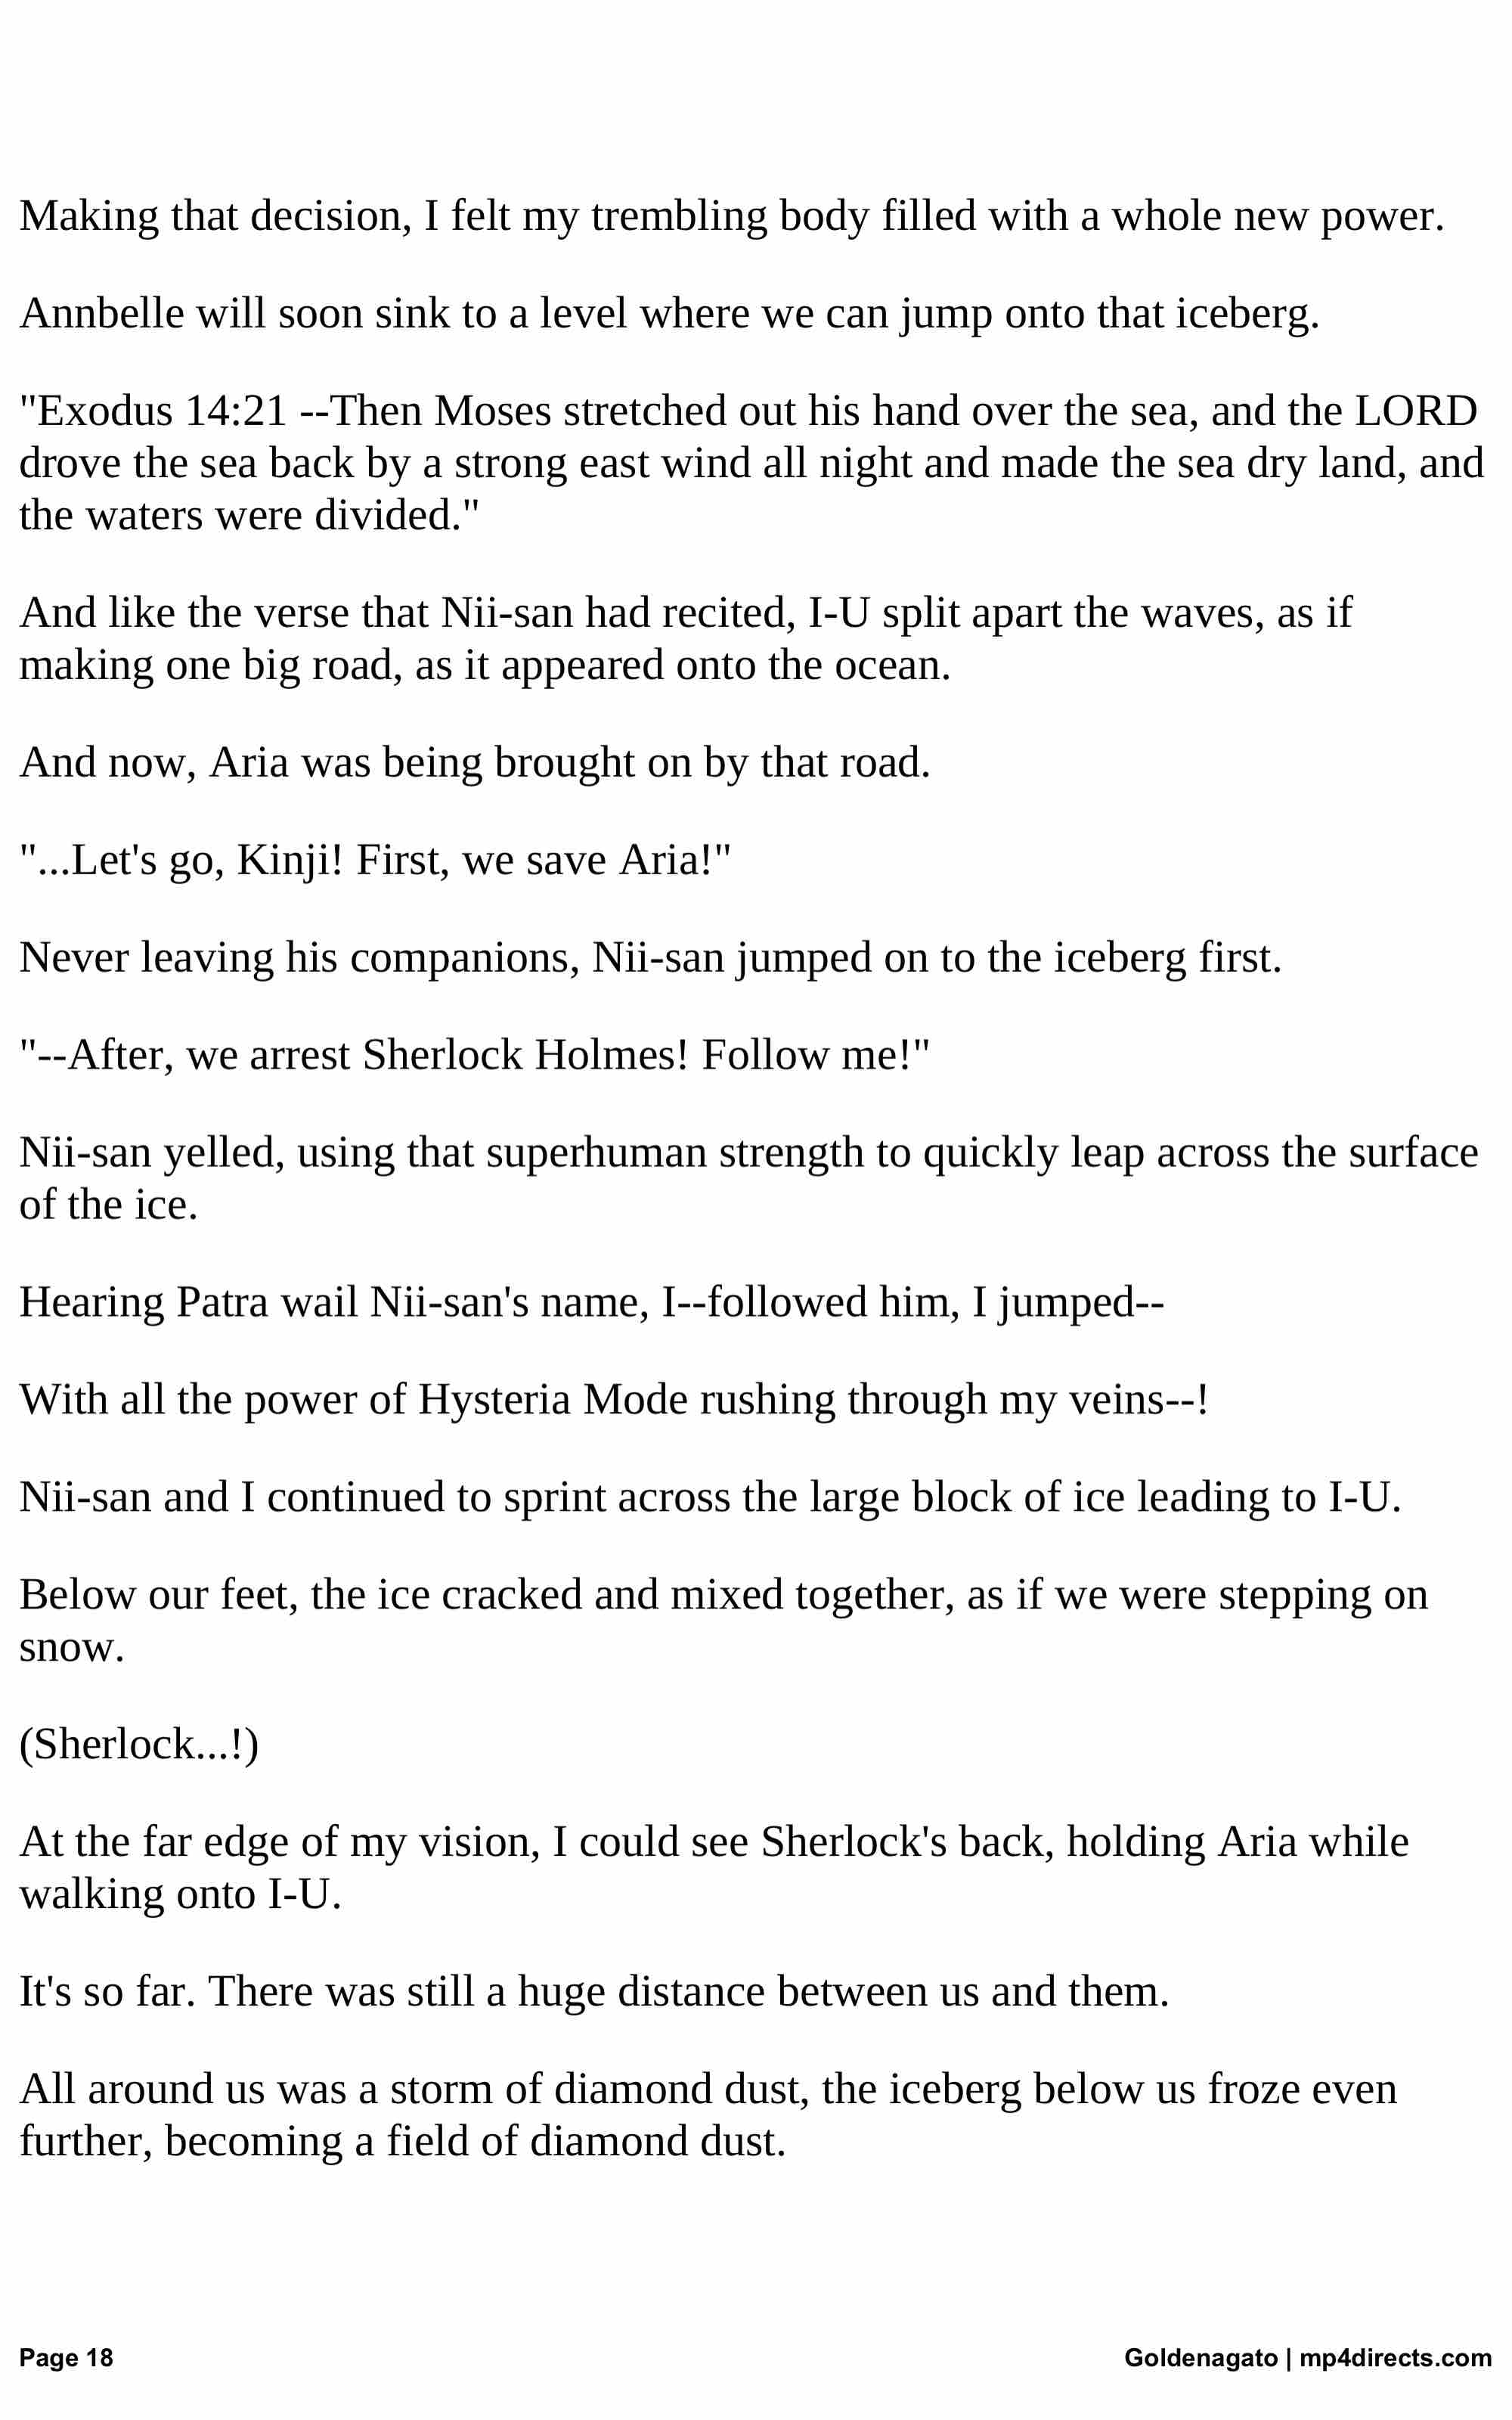 Making that decision, I felt my trembling body filled with a whole new power.
Annbelle will soon sink to a level where we can jump onto that iceberg.
"Exodus 14:21 --Then Moses stretched out his hand over the sea, and the LORD
drove the sea back by a strong east wind all night and made the sea dry land, and
the waters were divided."
And like the verse that Nii-san had recited, I-U split apart the waves, as if
making one big road, as it appeared onto the ocean.
And now, Aria was being brought on by that road.
"...Let's go, Kinji! First, we save Aria!"
Never leaving his companions, Nii-san jumped on to the iceberg first.
"--After, we arrest Sherlock Holmes! Follow me!"
Nii-san yelled, using that superhuman strength to quickly leap across the surface
of the ice.
Hearing Patra wail Nii-san's name, I--followed him, I jumped--
With all the power of Hysteria Mode rushing through my veins--!
Nii-san and I continued to sprint across the large block of ice leading to I-U.
Below our feet, the ice cracked and mixed together, as if we were stepping on
snow.
(Sherlock...!)
At the far edge of my vision, I could see Sherlock's back, holding Aria while
walking onto I-U.
It's so far. There was still a huge distance between us and them.
All around us was a storm of diamond dust, the iceberg below us froze even
further, becoming a field of diamond dust.
Page 18
Goldenagato | mp4directs.com